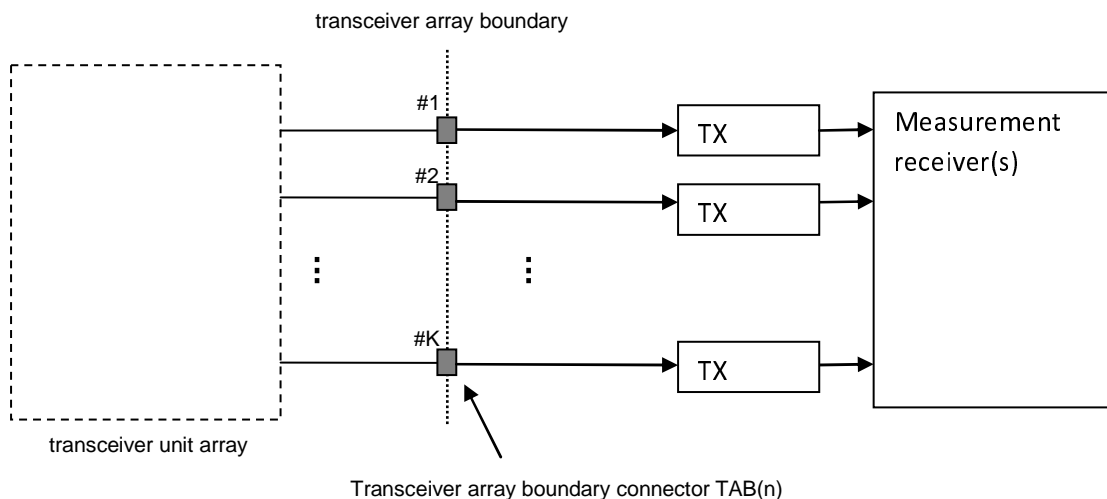 transceiver array boundary
#1
TX
Measurement
receiver(s)
#2
TX
#K
TX
transceiver unit array
Transceiver array boundary connector TAB(n)